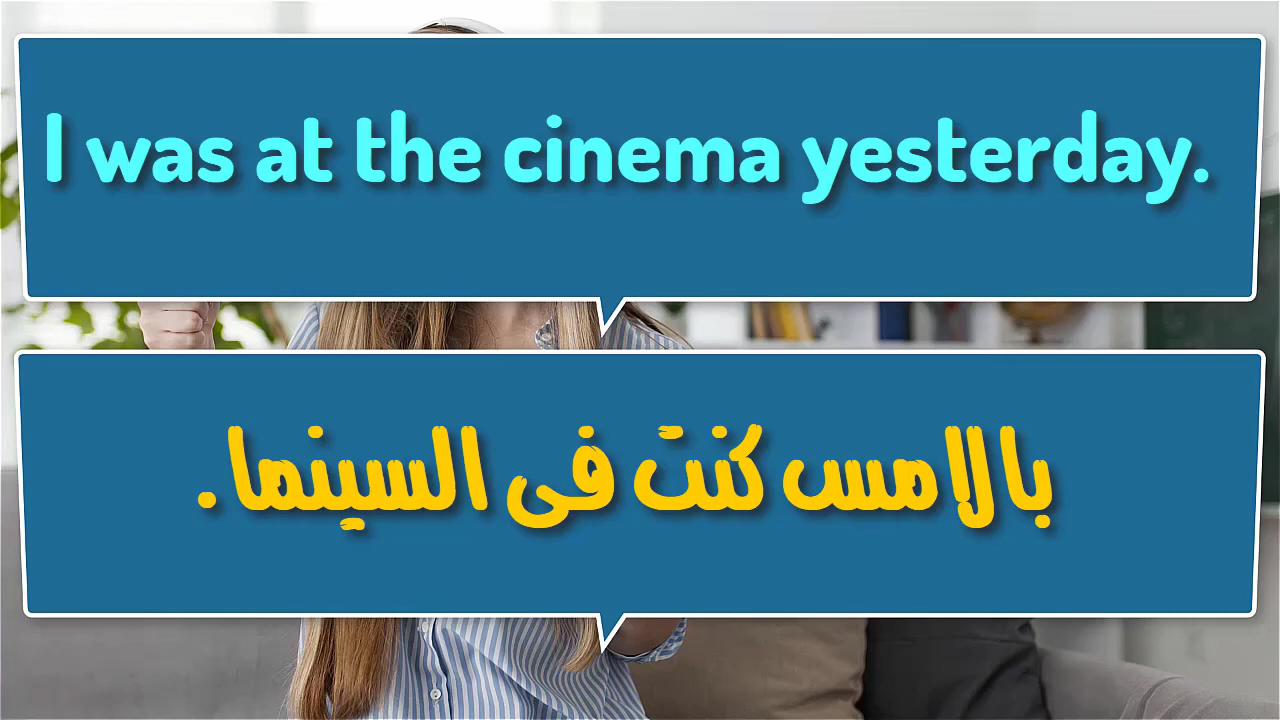 I was at the cinema yesterday.
بالامس كنت فى السينما.